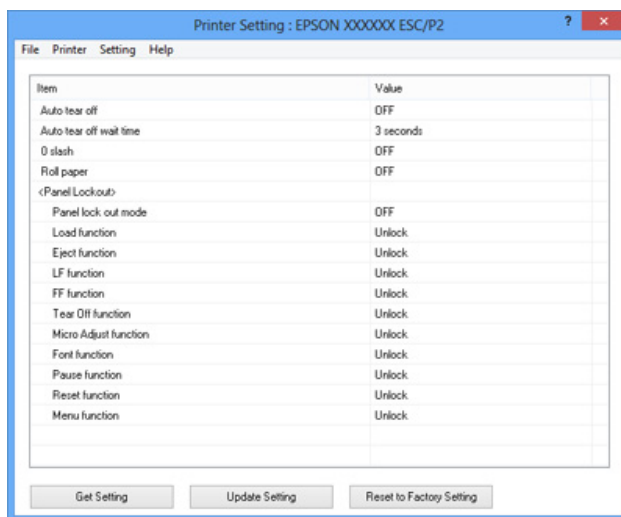 Printer Setting : EPSON XXXXXX ESC/P2 ? ×
File Printer Setting Help
Item Value
Auto tear off OFF
Auto tear off wait time 3 seconds
0 slash OFF
Roll paper OFF
<Panel Lockout>
Panel lock out mode OFF
Load function Unlock
Eject function Unlock
LF function Unlock
FF function Unlock
Tear Off function Unlock
Micro Adjust function Unlock
Font function Unlock
Pause function Unlock
Reset function Unlock
Menu function Unlock
Get Setting Update Setting Reset to Factory Setting